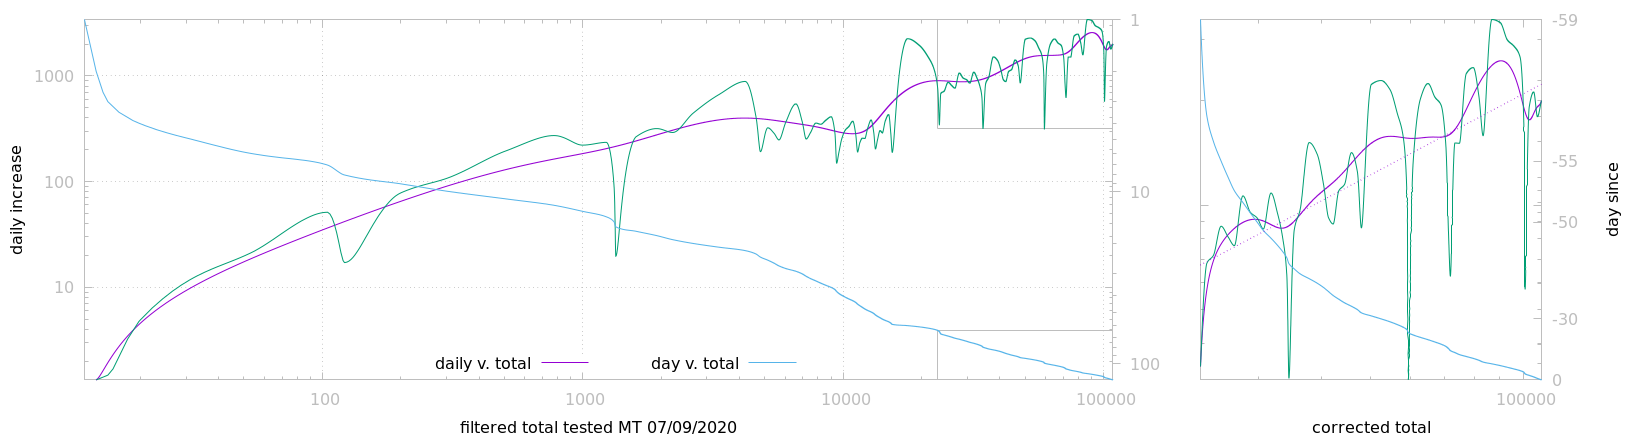 1 -59
1000
daily increase
100
10
10
100
daily v. total day v. total
100 1000 10000 100000
filtered total tested MT 07/09/2020
-55
-50
-30
0
day since
100000
corrected total